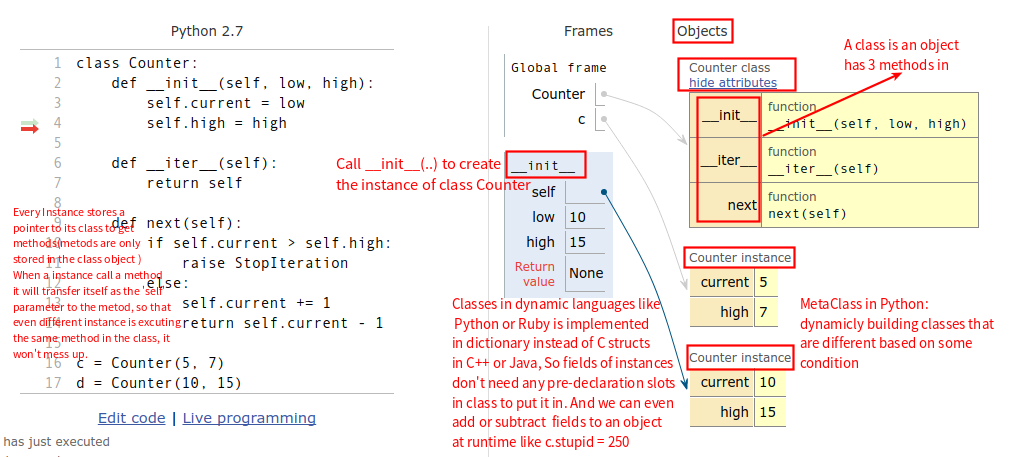 Python 2.7
1 class Counter:
2 def __init__(self, low, high):
3 self.current = low
4 self.high = high
5
6 def __iter__(self):
7 return self
8
9 def next(self):
10 if self.current > self.high:
11 raise StopIteration
12 else:
13 self.current += 1
14 return self.current - 1
15
16 c = Counter(5, 7)
17 d = Counter(10, 15)
Every Instance stores a
pointer to its class to get
methods(metods are only
stored in the class object )
When a instance call a method
it will transfer itself as the 'self'
parameter to the metod, so that
even different instance is excuting
the same method in the class, it
won't mess up.
Edit code | Live programming
has just executed
Frames
Objects
Global frame
Counter
c
Call __init__(..) to create
the instance of class Counter
__init__
self
low 10
high 15
Return
value None
Classes in dynamic languages like
Python or Ruby is implemented
in dictionary instead of C structs
in C++ or Java, So fields of instances
don't need any pre-declaration slots
in class to put it in. And we can even
add or subtract fields to an object
at runtime like c.stupid = 250
A class is an object
has 3 methods in
Counter class
hide attributes
__init__ function
__init__(self, low, high)
__iter__ function
__iter__(self)
next function
next(self)
Counter instance
current 5
high 7
MetaClass in Python:
dynamicly building classes that
are different based on some
condition
Counter instance
current 10
high 15